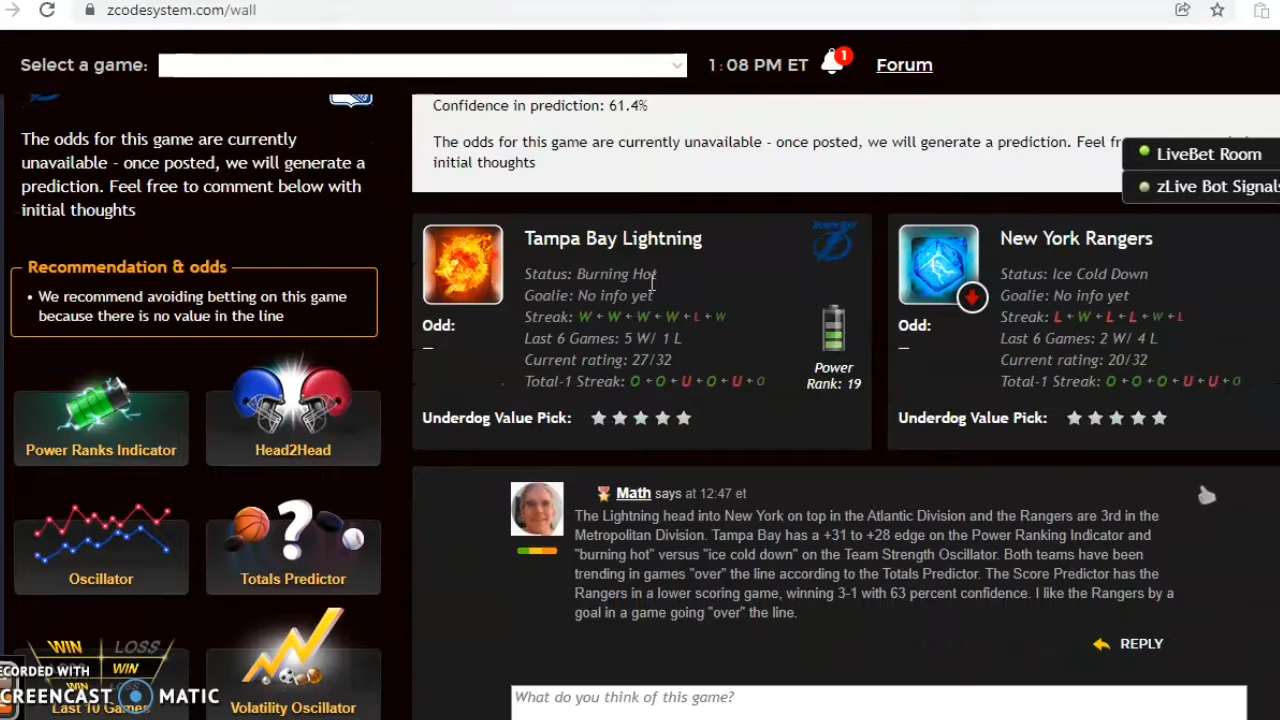 zcodesystem.com/wall
Select a game:
1:08 PM ET
1
Forum
The odds for this game are currently
unavailable - once posted, we will generate a
prediction. Feel free to comment below with
initial thoughts
Recommendation & odds
• We recommend avoiding betting on this game
because there is no value in the line
Power Ranks Indicator
Head2Head
Oscillator
Totals Predictor
WIN LOSS
WIN
Last 10 Games
Volatility Oscillator
ECORDED WITH
CREENCAST MATIC
Confidence in prediction: 61.4%
The odds for this game are currently unavailable - once posted, we will generate a prediction. Feel
initial thoughts
LiveBet Room
zLive Bot Signals
Tampa Bay Lightning
TAMPA BAY
Status: Burning Hot
Goalie: No info yet
Odd:
Streak: W W W W L W
–
Last 6 Games: 5 W/ 1 L
Current rating: 27/32
Total-1 Streak: O O U O U O
Power
Rank: 19
Underdog Value Pick:
New York Rangers
Status: Ice Cold Down
Goalie: No info yet
Odd:
Streak: L W L L W L
–
Last 6 Games: 2 W/ 4 L
Current rating: 20/32
Total-1 Streak: O O O U U O
Underdog Value Pick:
Math says at 12:47 et
The Lightning head into New York on top in the Atlantic Division and the Rangers are 3rd in the
Metropolitan Division. Tampa Bay has a +31 to +28 edge on the Power Ranking Indicator and
"burning hot" versus "ice cold down" on the Team Strength Oscillator. Both teams have been
trending in games "over" the line according to the Totals Predictor. The Score Predictor has the
Rangers in a lower scoring game, winning 3-1 with 63 percent confidence. I like the Rangers by a
goal in a game going "over" the line.
REPLY
What do you think of this game?